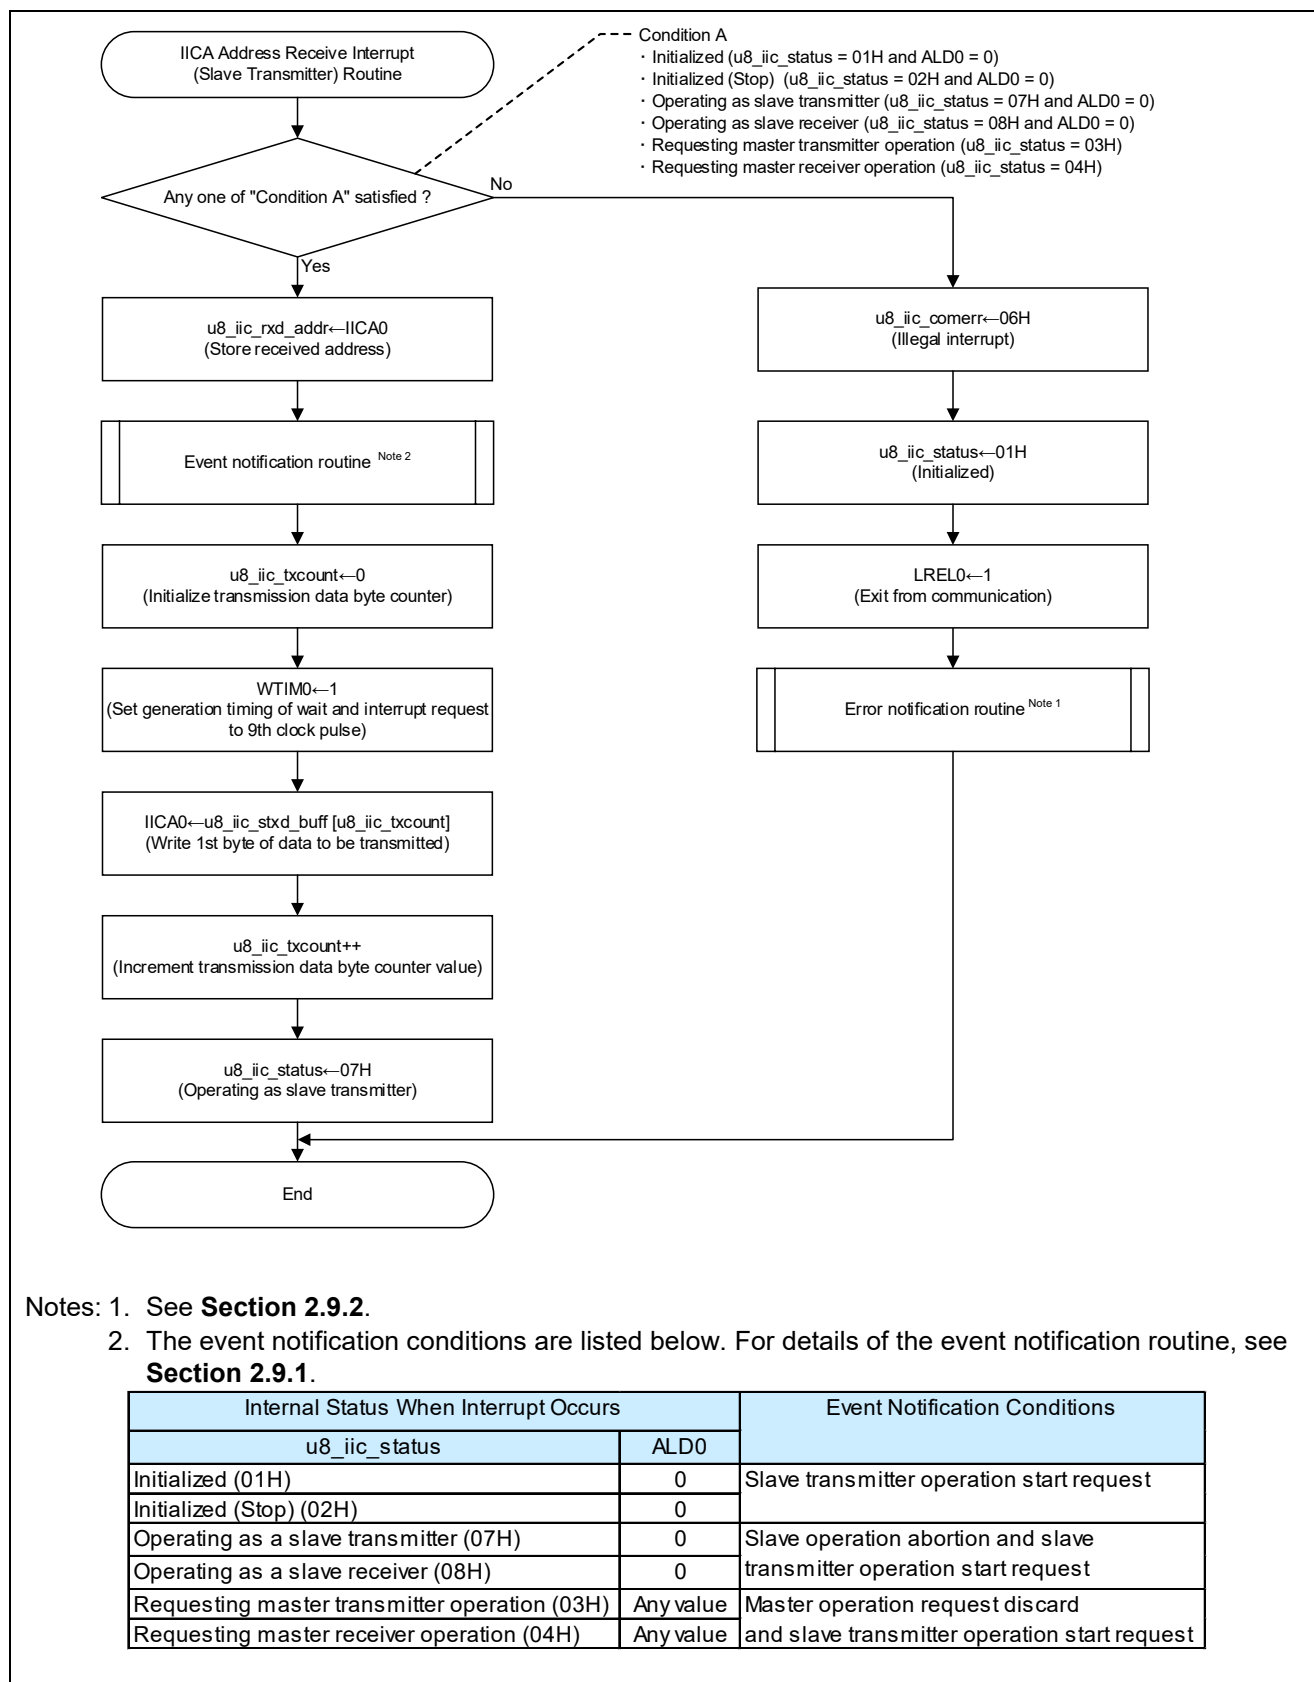 IICA Address Receive Interrupt
(Slave Transmitter) Routine
Condition A
・Initialized (u8_iic_status = 01H and ALD0 = 0)
・Initialized (Stop)  (u8_iic_status = 02H and ALD0 = 0)
・Operating as slave transmitter (u8_iic_status = 07H and ALD0 = 0)
・Operating as slave receiver (u8_iic_status = 08H and ALD0 = 0)
・Requesting master transmitter operation (u8_iic_status = 03H)
・Requesting master receiver operation (u8_iic_status = 04H)
Any one of "Condition A" satisfied ?
No
Yes
u8_iic_rxd_addr←IICA0
(Store received address)
Event notification routine Note 2
u8_iic_txcount←0
(Initialize transmission data byte counter)
WTIM0←1
(Set generation timing of wait and interrupt request
to 9th clock pulse)
IICA0←u8_iic_stxd_buff [u8_iic_txcount]
(Write 1st byte of data to be transmitted)
u8_iic_txcount++
(Increment transmission data byte counter value)
u8_iic_status←07H
(Operating as slave transmitter)
u8_iic_comerr←06H
(Illegal interrupt)
u8_iic_status←01H
(Initialized)
LREL0←1
(Exit from communication)
Error notification routine Note 1
End
Notes: 1. See Section 2.9.2.
2. The event notification conditions are listed below. For details of the event notification routine, see
Section 2.9.1.
Internal Status When Interrupt Occurs Event Notification Conditions
u8_iic_status ALD0
Initialized (01H) 0 Slave transmitter operation start request
Initialized (Stop) (02H) 0
Operating as a slave transmitter (07H) 0 Slave operation abortion and slave
Operating as a slave receiver (08H) 0 transmitter operation start request
Requesting master transmitter operation (03H) Any value Master operation request discard
Requesting master receiver operation (04H) Any value and slave transmitter operation start request